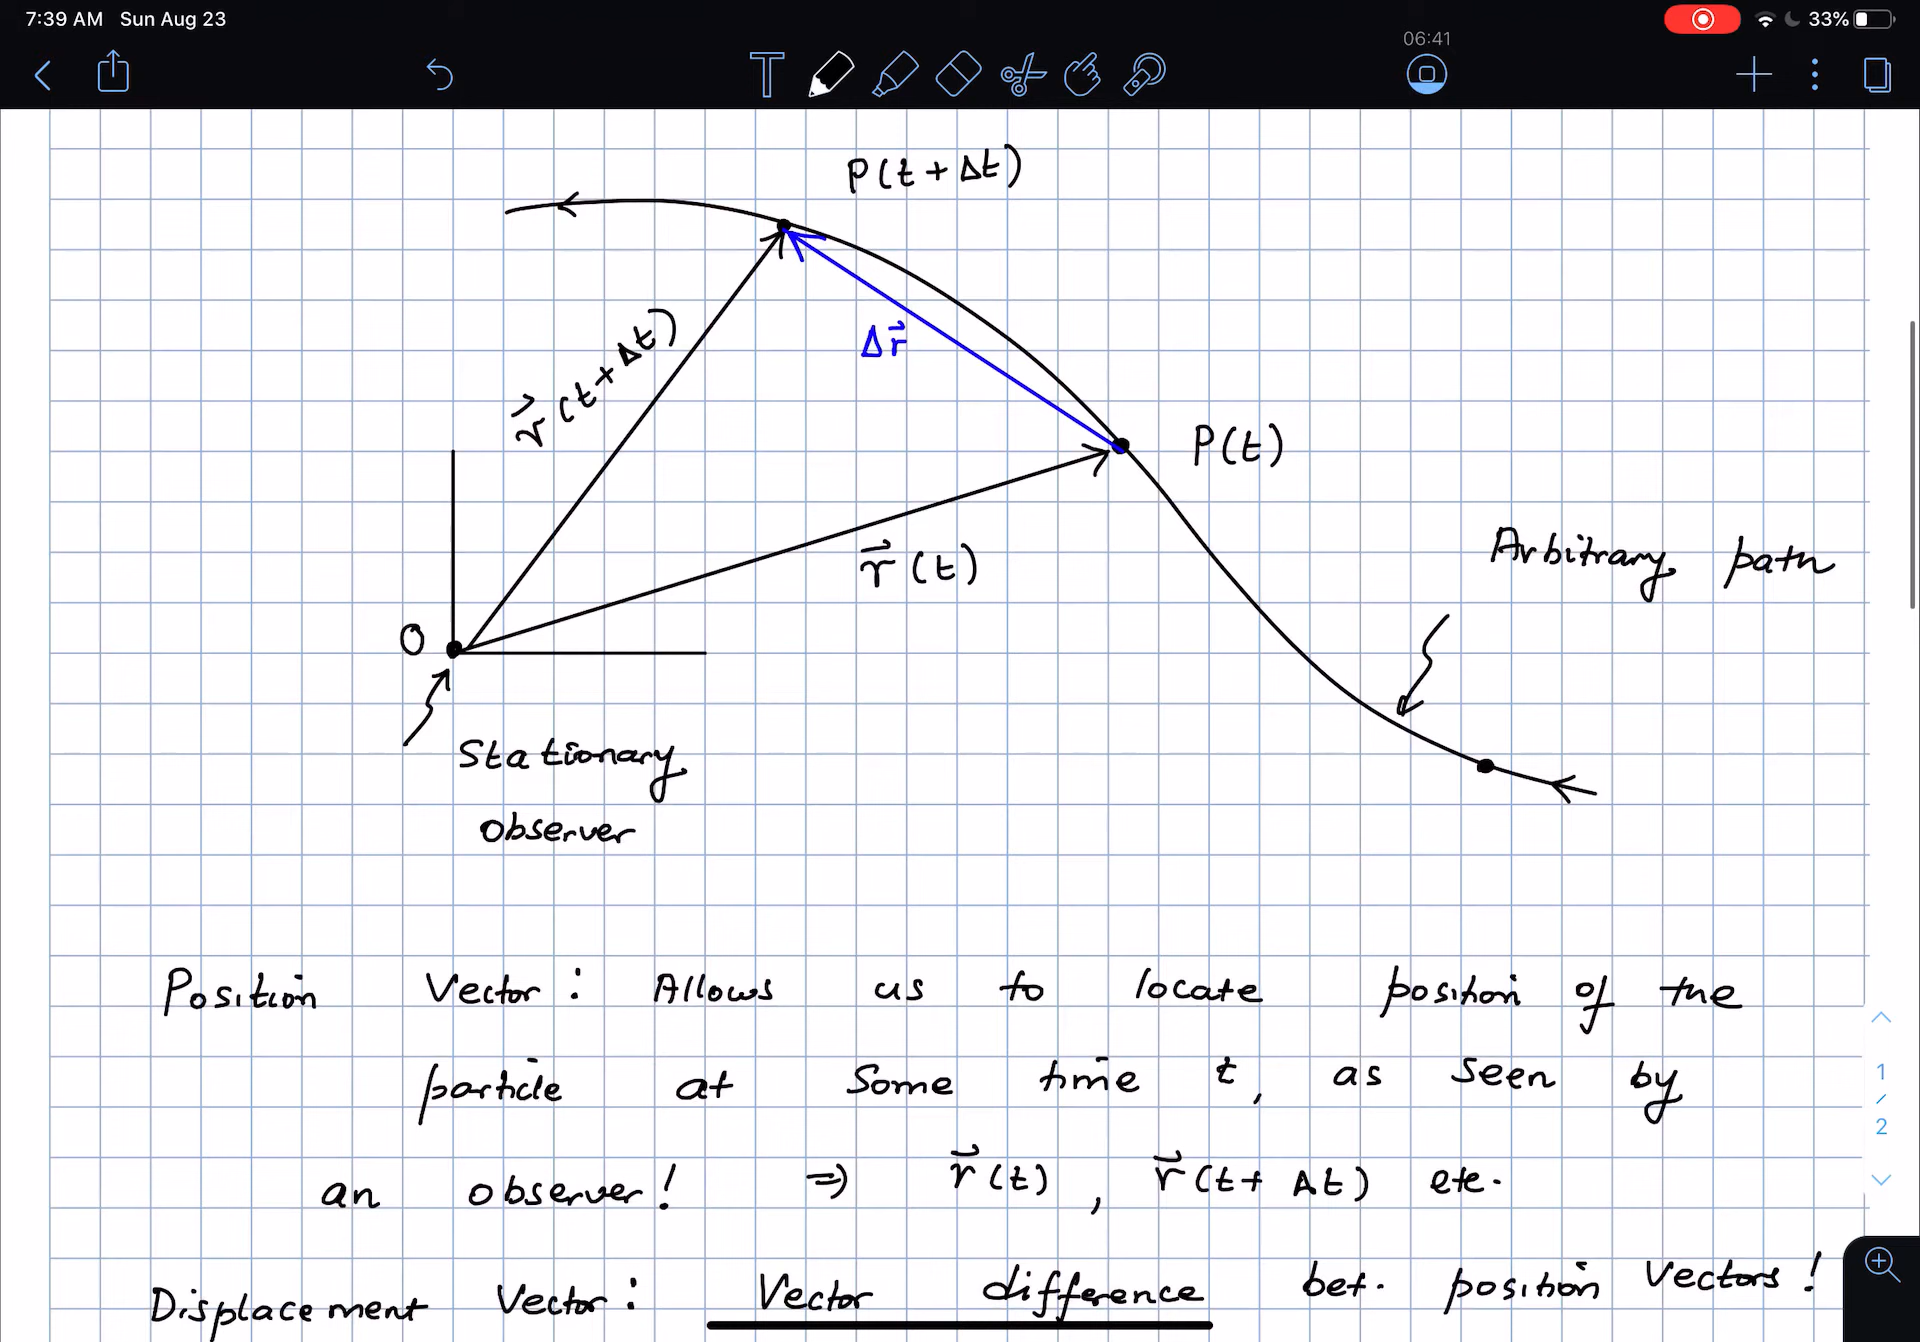 7:39 AM Sun Aug 23
33%
06:41
T
P(t + Δt)
r⃗(t + Δt)
Δr⃗
P(t)
r⃗(t)
Arbitrary path
O
Stationary
observer
Position Vector: Allows us to locate position of the
particle at some time t, as seen by
an observer! ⇒ r⃗(t), r⃗(t + Δt) etc.
Displacement Vector: Vector difference bet. position Vectors!
1
/
2